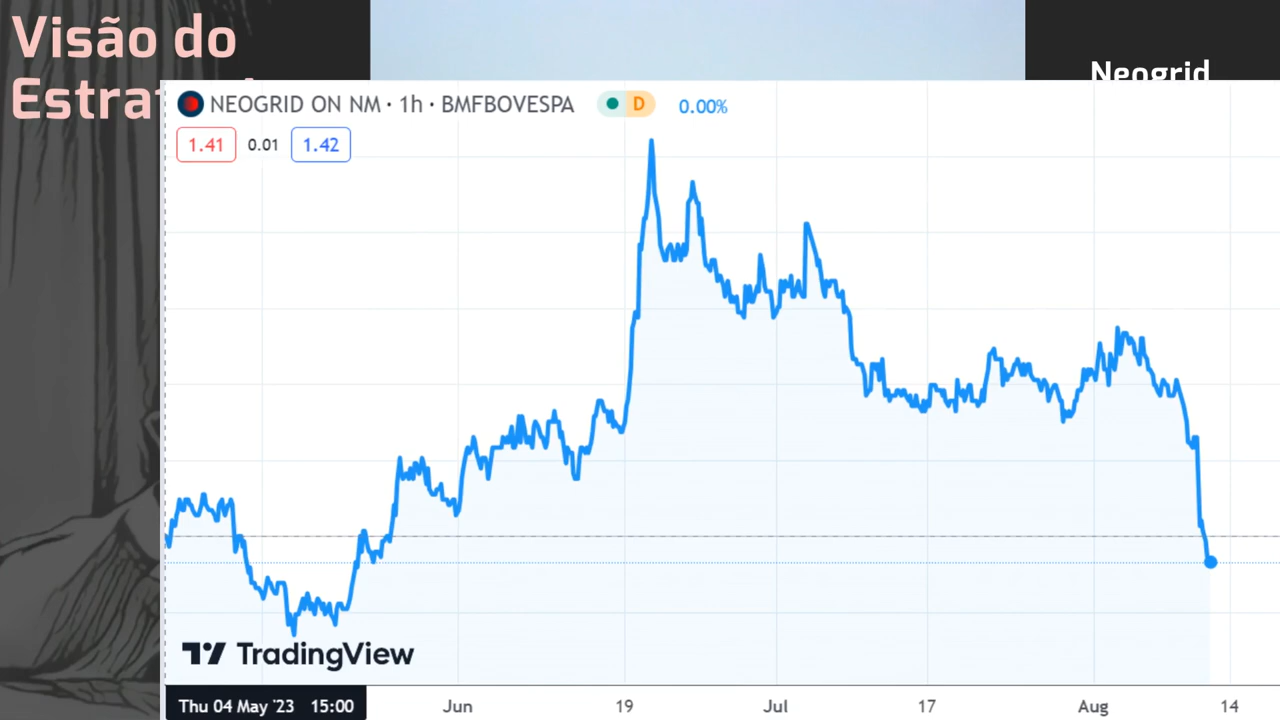 Visão do
Estrat
Neogrid
NEOGRID ON NM · 1h · BMFBOVESPA D 0.00%
1.41 0.01 1.42
TradingView
Thu 04 May '23 15:00 Jun 19 Jul 17 Aug 14